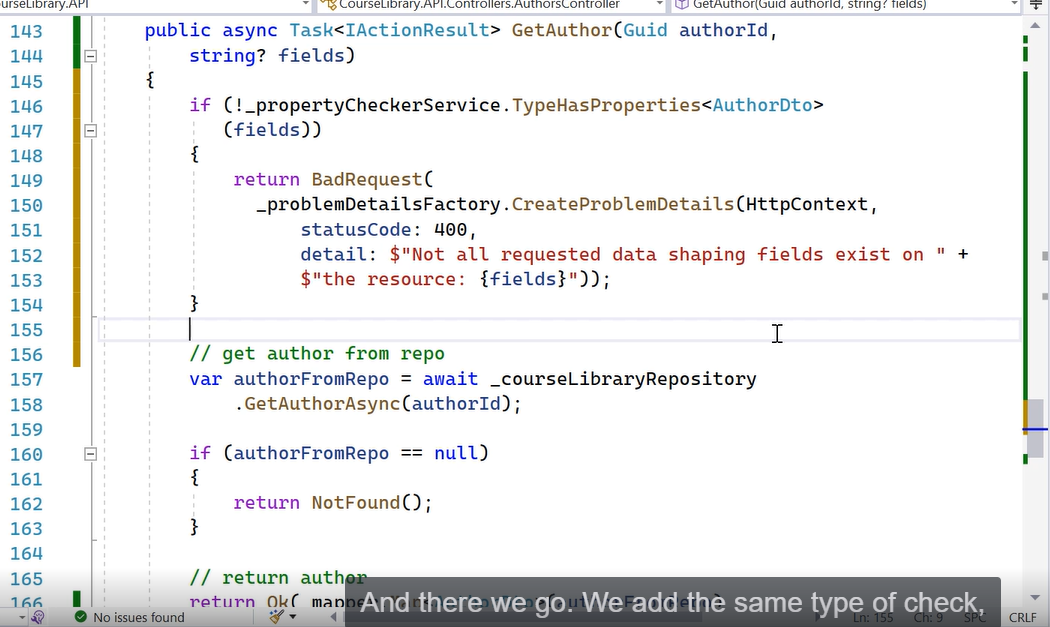 CourseLibrary.API.Controllers.AuthorsController GetAuthor(Guid authorId, string? fields)
143 public async Task<IActionResult> GetAuthor(Guid authorId,
144 string? fields)
145 {
146 if (!_propertyCheckerService.TypeHasProperties<AuthorDto>
147 (fields))
148 {
149 return BadRequest(
150 _problemDetailsFactory.CreateProblemDetails(HttpContext,
151 statusCode: 400,
152 detail: $"Not all requested data shaping fields exist on " +
153 $"the resource: {fields}"));
154 }
155
156 // get author from repo
157 var authorFromRepo = await _courseLibraryRepository
158 .GetAuthorAsync(authorId);
159
160 if (authorFromRepo == null)
161 {
162 return NotFound();
163 }
164
165 // return author
166 return Ok(
And there we go. We add the same type of check,
No issues found Ln: 155 Ch: 9 SPC CRLF